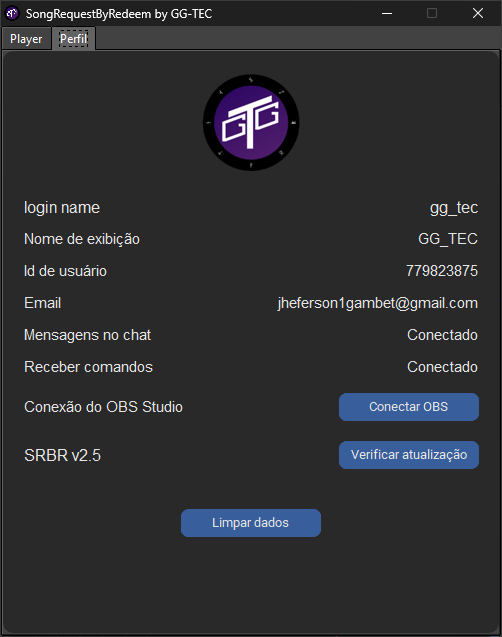 SongRequestByRedeem by GG-TEC
Player Perfil
GTG
login name gg_tec
Nome de exibição GG_TEC
Id de usuário 779823875
Email jheferson1gambet@gmail.com
Mensagens no chat Conectado
Receber comandos Conectado
Conexão do OBS Studio Conectar OBS
SRBR v2.5 Verificar atualização
Limpar dados